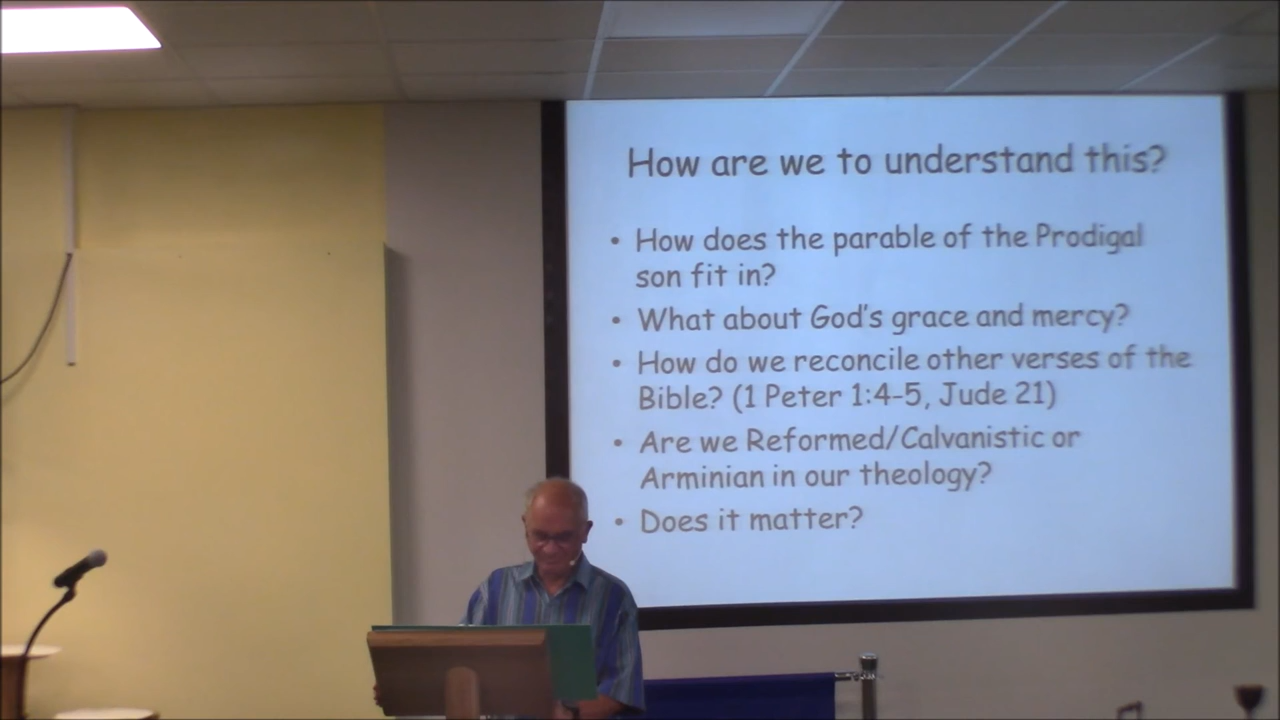 How are we to understand this?
• How does the parable of the Prodigal
son fit in?
• What about God's grace and mercy?
• How do we reconcile other verses of the
Bible? (1 Peter 1:4-5, Jude 21)
• Are we Reformed/Calvanistic or
Arminian in our theology?
• Does it matter?